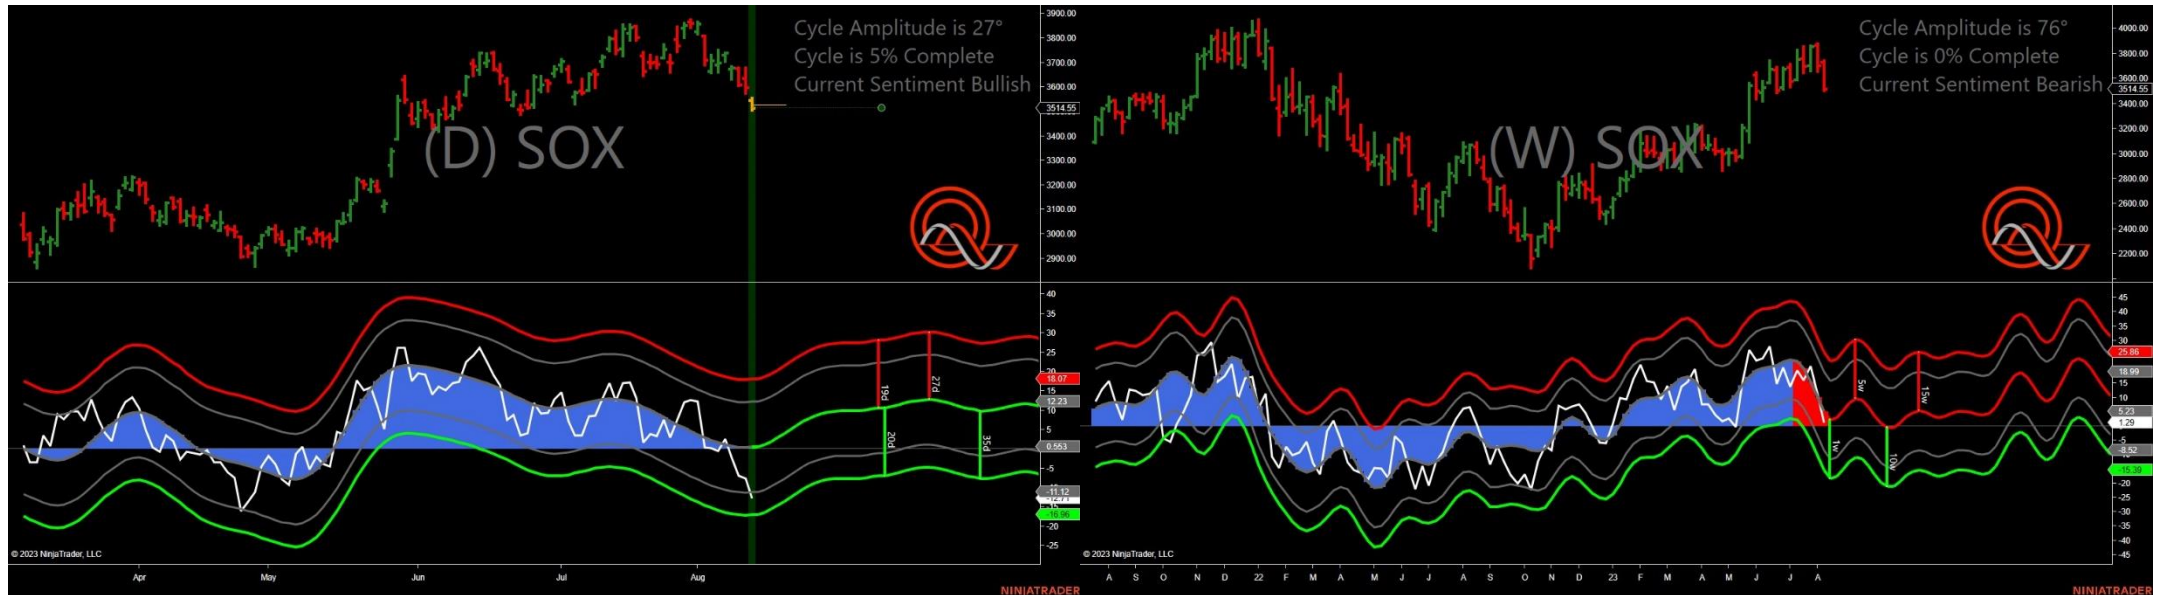 3900.00
3800.00
3700.00
3600.00
3514.55
3400.00
3300.00
3200.00
3100.00
3000.00
2900.00
Cycle Amplitude is 27°
Cycle is 5% Complete
Current Sentiment Bullish
(D) SOX
40
35
30
25
20
18.07
15
12.23
10
5
0.553
-5
-11.12
-12.71
-16.96
-20
-25
19d
27d
20d
35d
© 2023 NinjaTrader, LLC
Apr May Jun Jul Aug
NINJATRADER
Cycle Amplitude is 76°
Cycle is 0% Complete
Current Sentiment Bearish
(W) SOX
4000.00
3800.00
3600.00
3514.55
3400.00
3200.00
3000.00
2800.00
2600.00
2400.00
2200.00
45
40
35
30
25.86
18.99
15
10
5.23
1.29
-5
-8.52
-15.39
-20
-25
-30
-35
-40
-45
5w
15w
1w
10w
© 2023 NinjaTrader, LLC
A S O N D 22 F M A M J J A S O N D 23 F M A M J J A
NINJATRADER